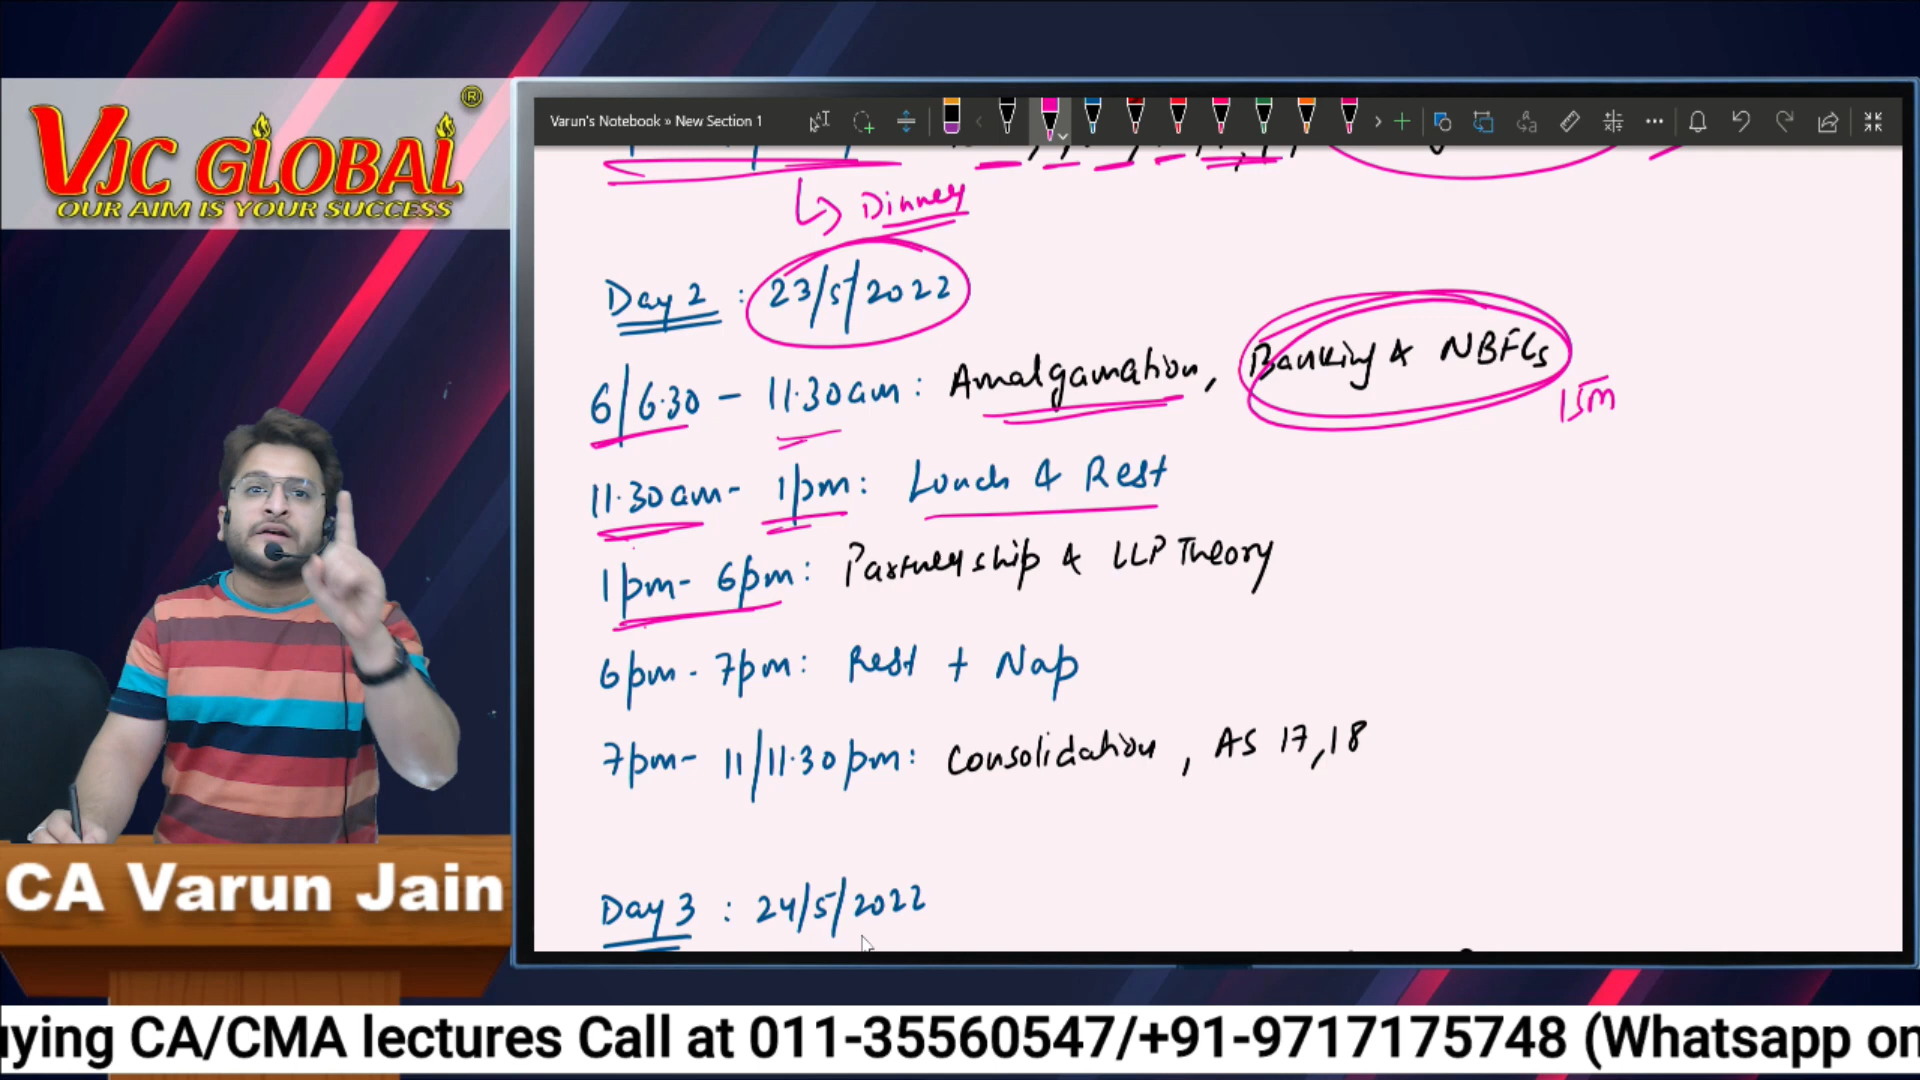 VJC GLOBAL ®
OUR AIM IS YOUR SUCCESS
Varun's Notebook » New Section 1
Dinner
Day 2 : 23/5/2022
6/6.30 - 11.30am : Amalgamation, Banking & NBFCs
15m
11.30am - 1pm : Lunch & Rest
1pm - 6pm : Partnership & LLP Theory
6pm - 7pm : Rest + Nap
7pm - 11/11.30pm : Consolidation, AS 17,18
Day 3 : 24/5/2022
CA Varun Jain
uying CA/CMA lectures Call at 011-35560547/+91-9717175748 (Whatsapp on